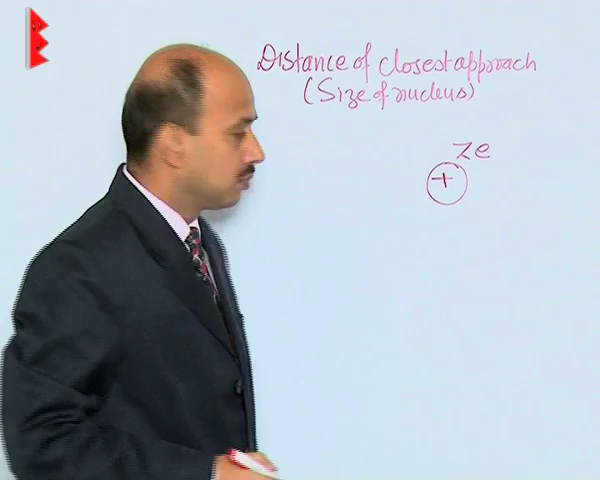 Distance of closest approach
(Size of nucleus)
Ze
+